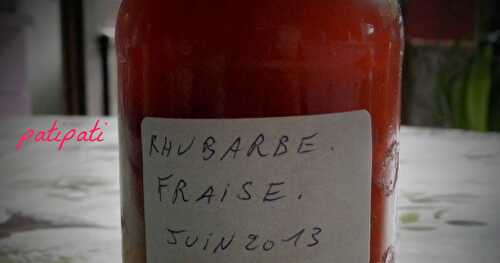 patipati
RHUBARBE.
FRAISE.
JUIN 2013